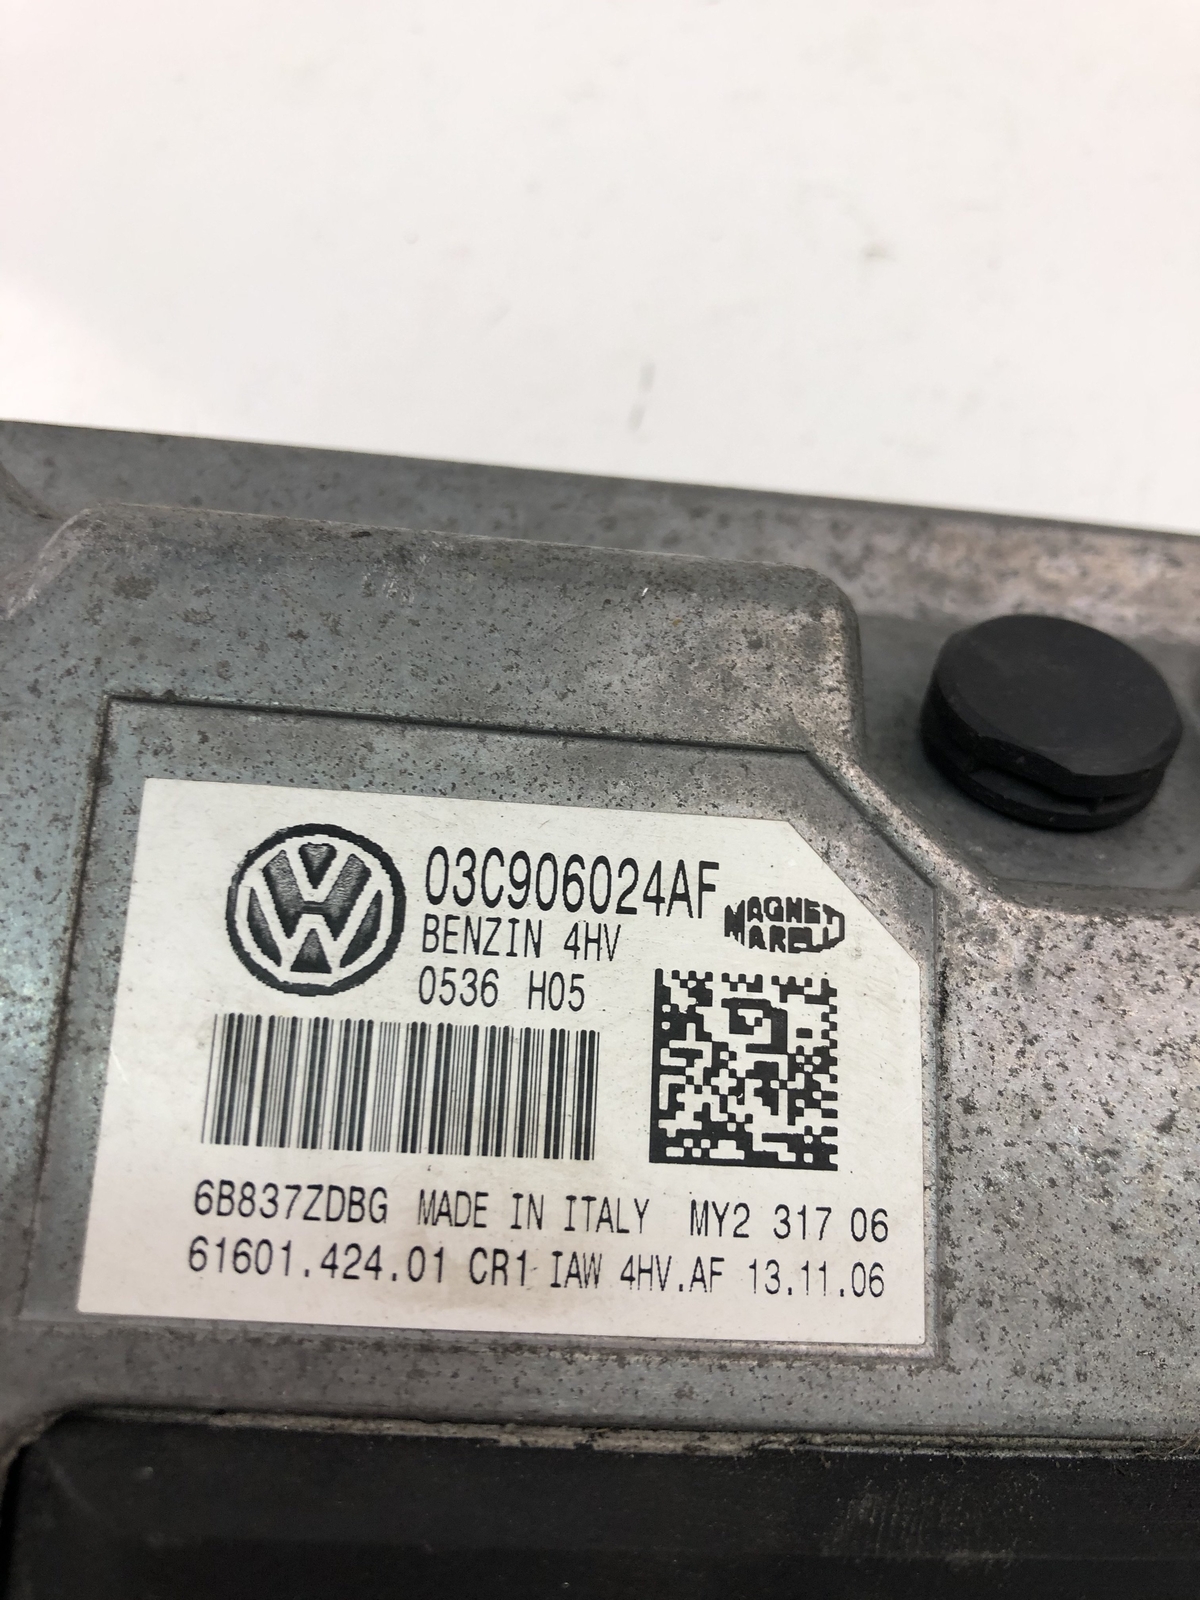 03C906024AF
MAGNETI
MARELLI
BENZIN 4HV
0536 H05
6B837ZDBG MADE IN ITALY MY2 317 06
61601.424.01 CR1 IAW 4HV.AF 13.11.06